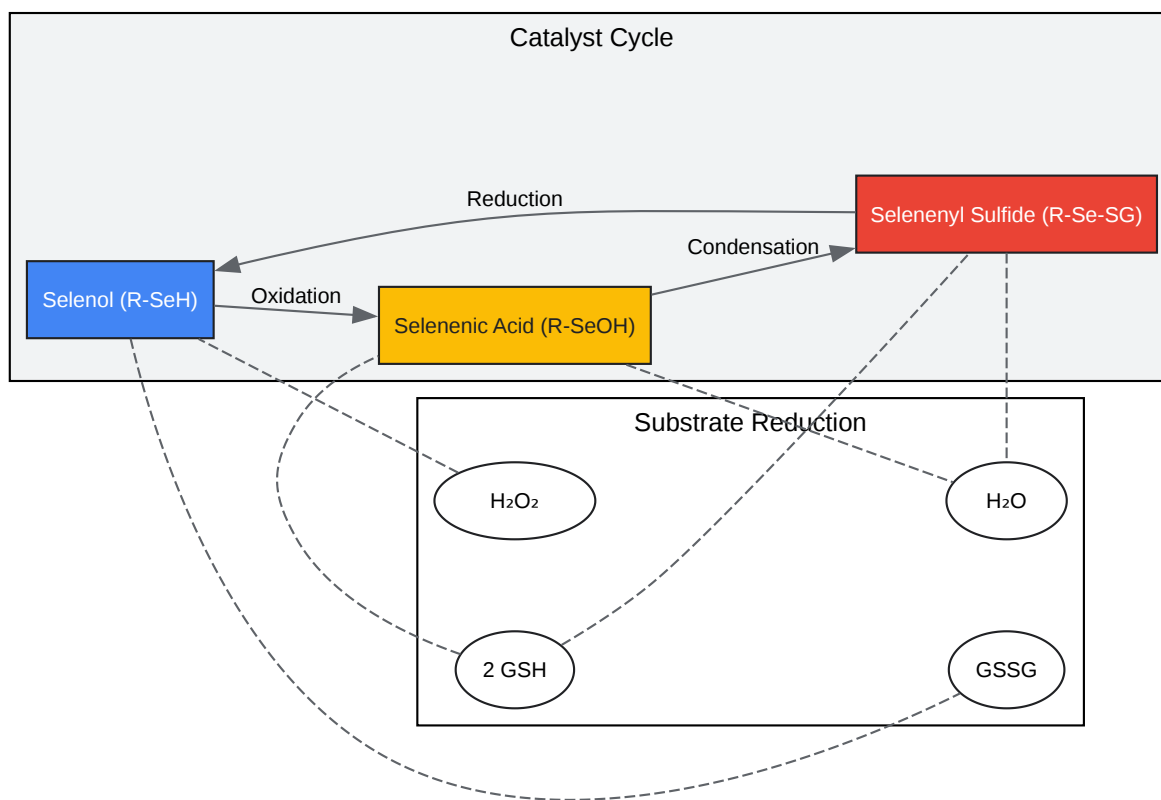 Catalyst Cycle
Reduction
Selenenyl Sulfide (R-Se-SG)
Condensation
Selenol (R-SeH)
Oxidation
Selenenic Acid (R-SeOH)
Substrate Reduction
H₂O₂
H₂O
2 GSH
GSSG